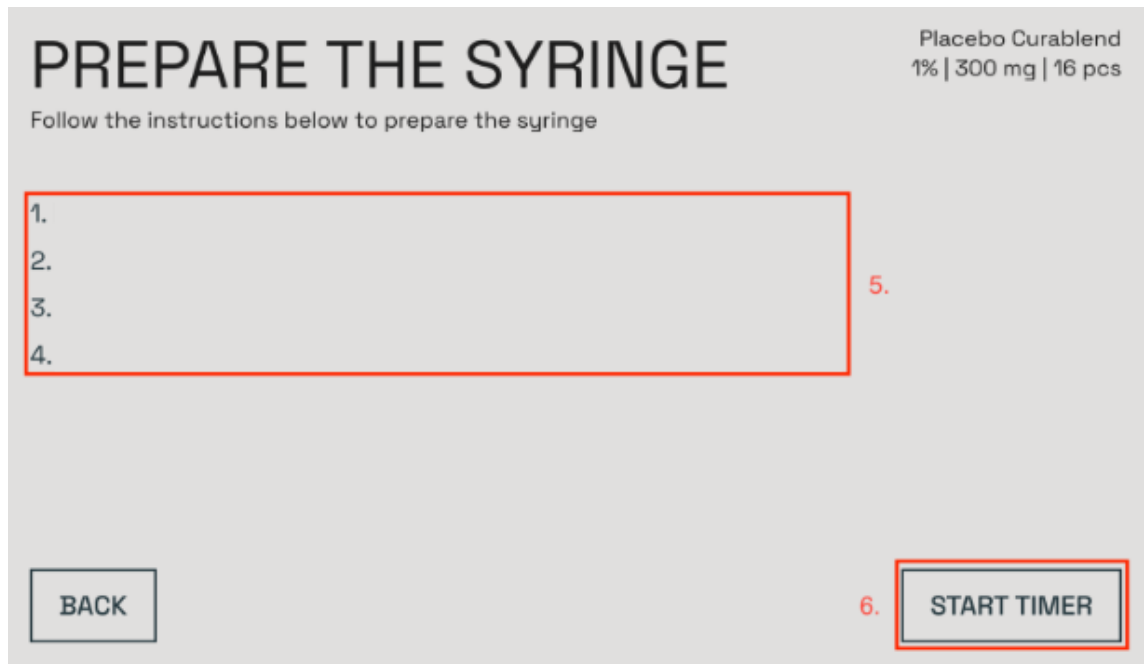 PREPARE THE SYRINGE
Placebo Curablend
1% | 300 mg | 16 pcs
Follow the instructions below to prepare the syringe
1.
2.
3.
4.
5.
BACK
6.
START TIMER